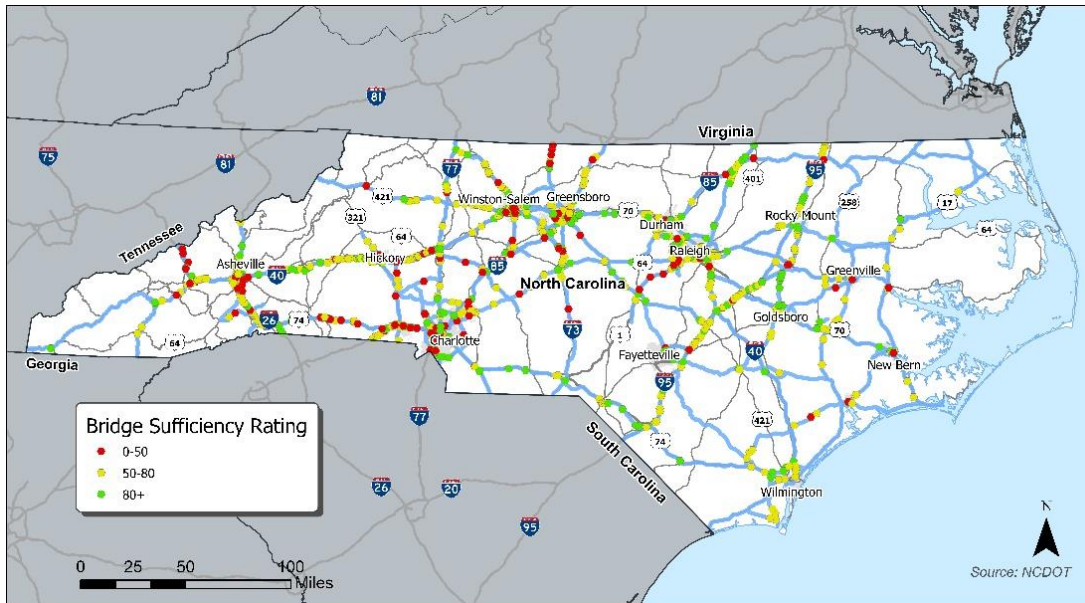 81
Virginia
75
81
77
85
401
95
421
Winston-Salem
Greensboro
70
258
17
321
Durham
Rocky Mount
64
Tennessee
64
Hickory
Raleigh
Asheville
40
85
64
Greenville
North Carolina
26
74
Goldsboro
73
1
70
Charlotte
64
Fayetteville
40
New Bern
Georgia
95
77
Bridge Sufficiency Rating
0-50
50-80
80+
South Carolina
421
74
26
20
Wilmington
95
N
0
20
40
60
100
Miles
Source: NCDOT